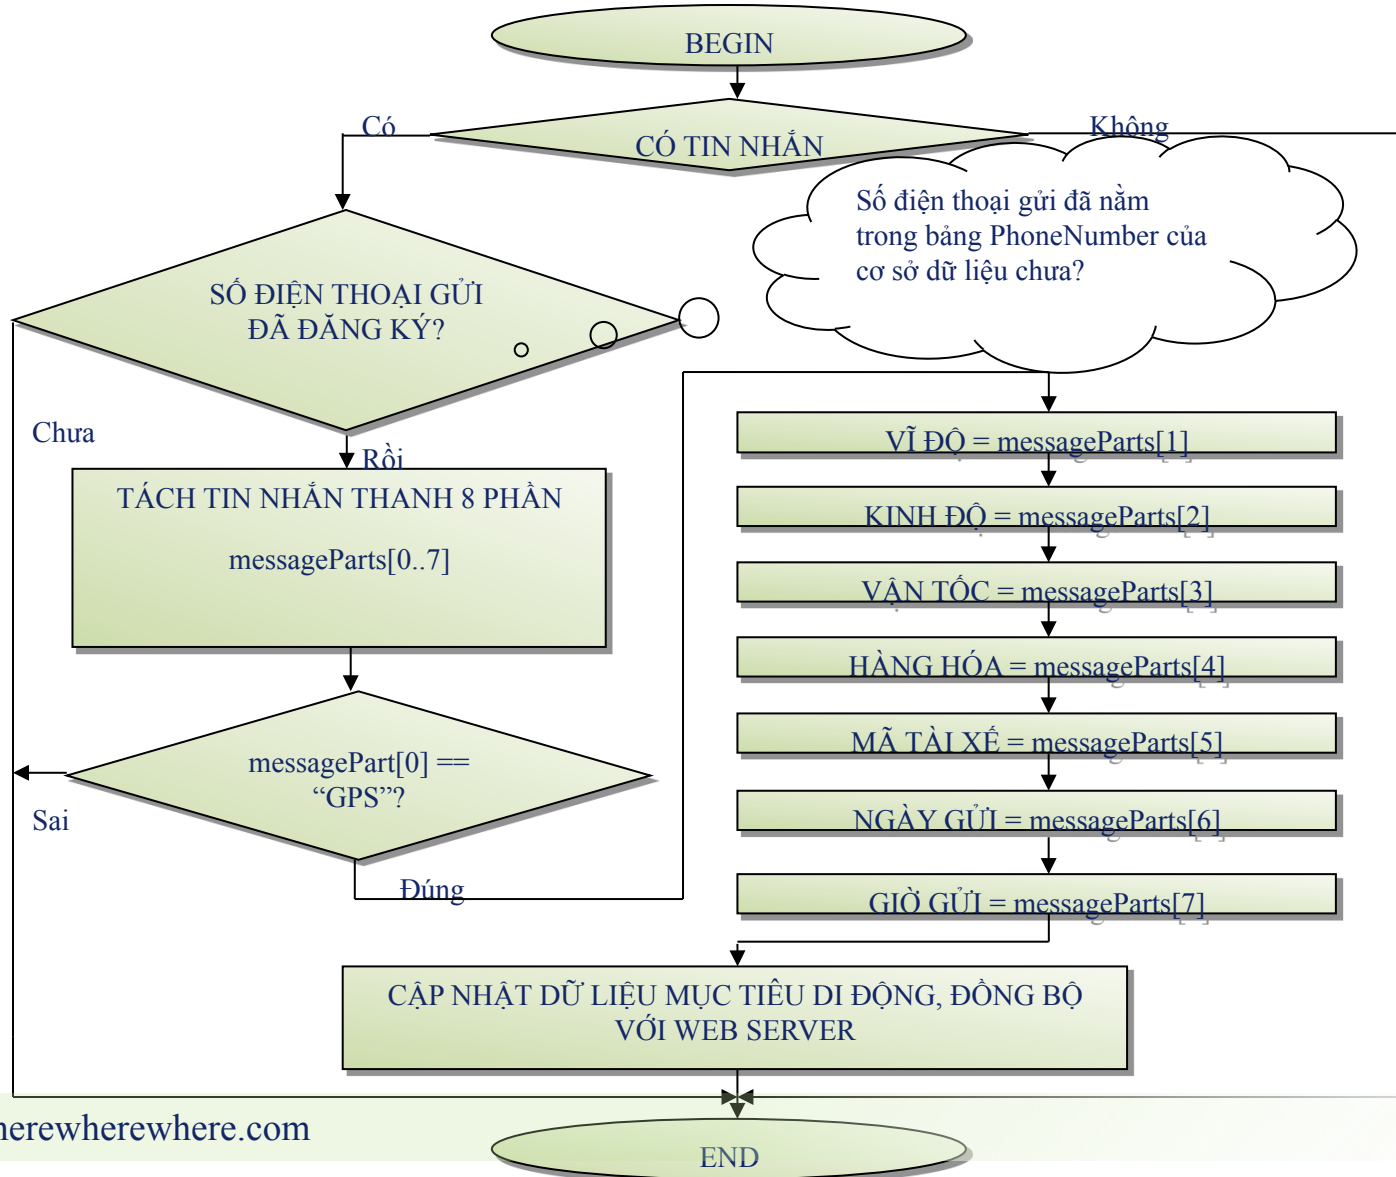 BEGIN
Có
CÓ TIN NHẮN
Không
Số điện thoại gửi đã nằm
trong bảng PhoneNumber của
cơ sở dữ liệu chưa?
SỐ ĐIỆN THOẠI GỬI
ĐÃ ĐĂNG KÝ?
Chưa
Rồi
TÁCH TIN NHẮN THANH 8 PHẦN
messageParts[0..7]
messagePart[0] ==
“GPS”?
Sai
Đúng
VĨ ĐỘ = messageParts[1]
KINH ĐỘ = messageParts[2]
VẬN TỐC = messageParts[3]
HÀNG HÓA = messageParts[4]
MÃ TÀI XẾ = messageParts[5]
NGÀY GỬI = messageParts[6]
GIỜ GỬI = messageParts[7]
CẬP NHẬT DỮ LIỆU MỤC TIÊU DI ĐỘNG, ĐỒNG BỘ
VỚI WEB SERVER
herewherewhere.com
END